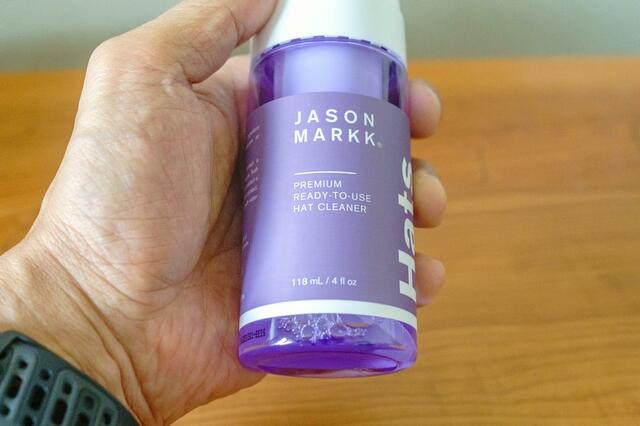 JASON
MARKK®
PREMIUM
READY-TO-USE
HAT CLEANER
118 mL / 4 fl oz
Hats